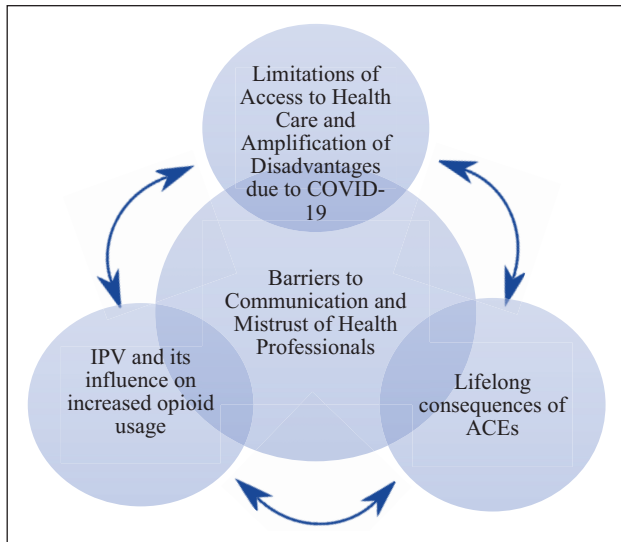 Limitations of
Access to Health
Care and
Amplification of
Disadvantages
due to COVID-
19
Barriers to
Communication and
Mistrust of Health
Professionals
IPV and its
influence on
increased opioid
usage
Lifelong
consequences of
ACEs